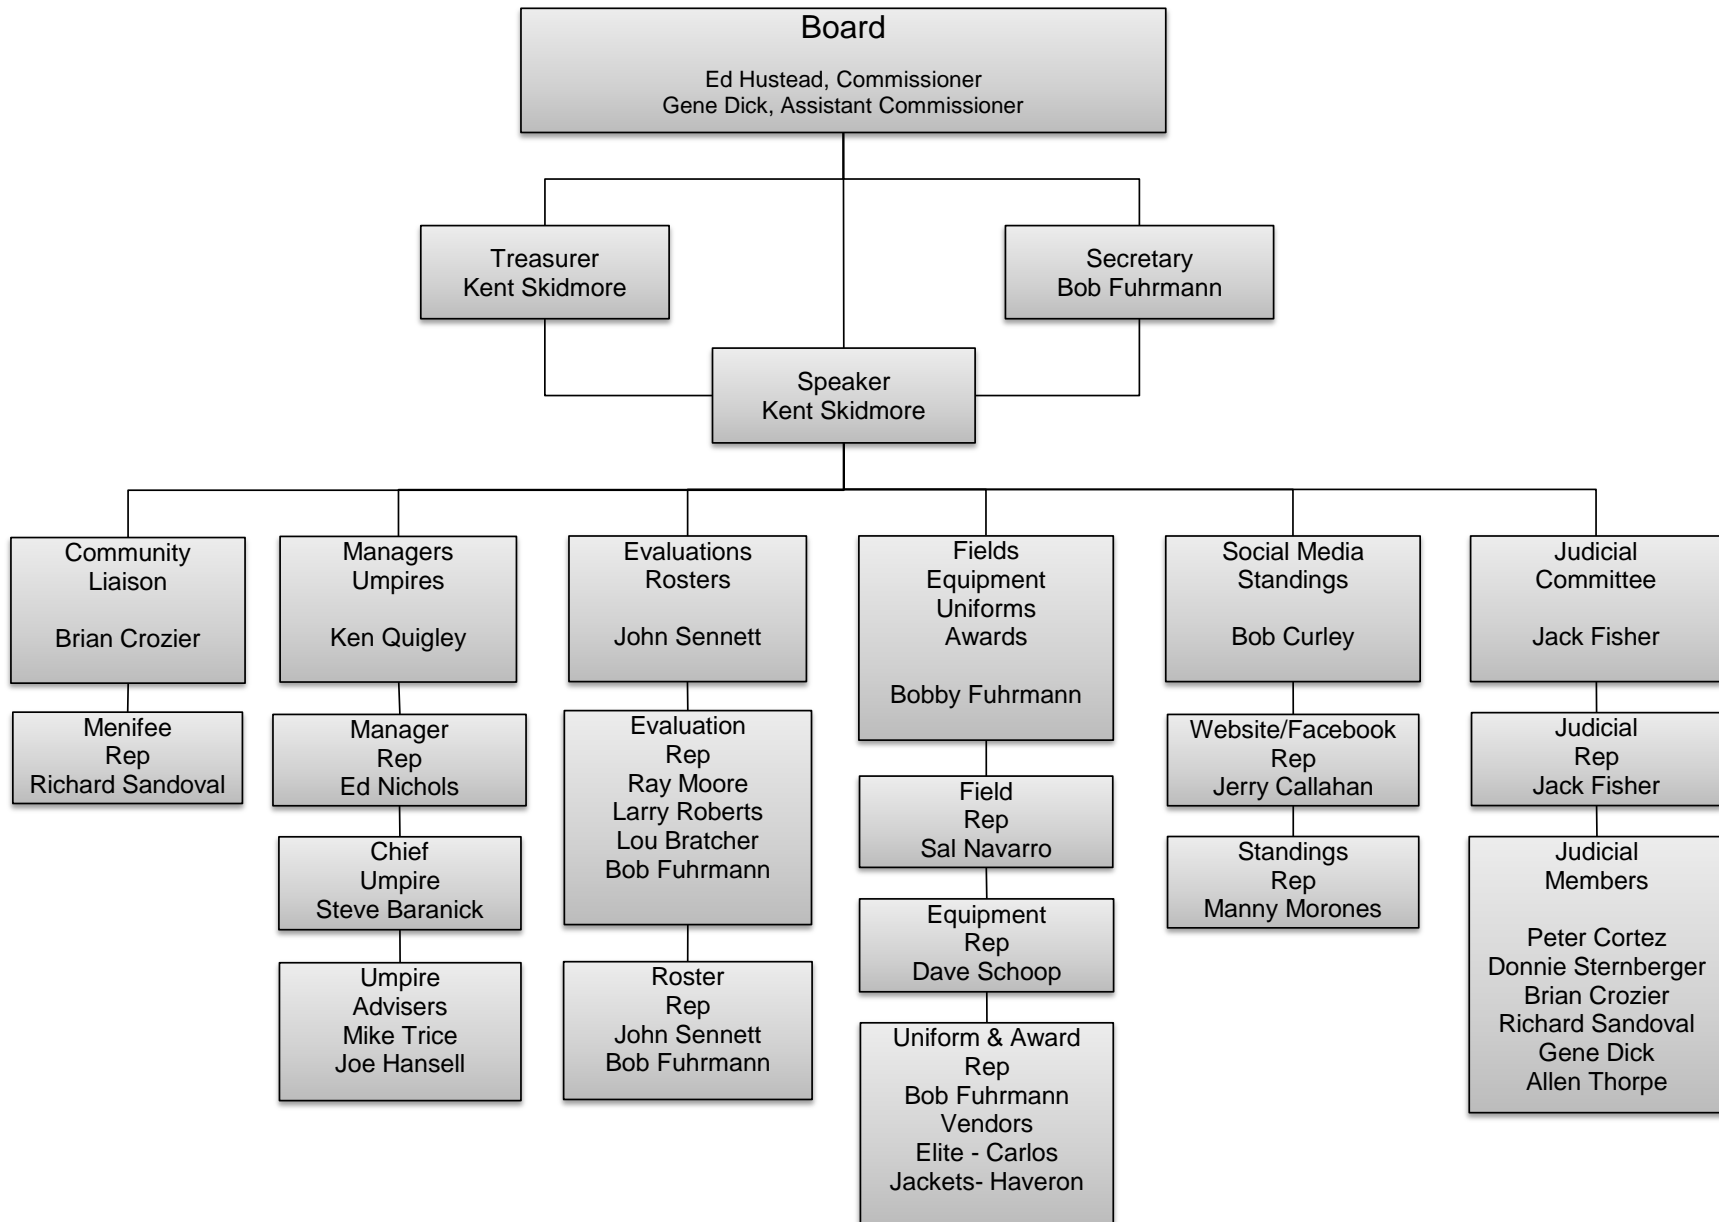 Board
Ed Hustead, Commissioner
Gene Dick, Assistant Commissioner
Treasurer
Kent Skidmore
Secretary
Bob Fuhrmann
Speaker
Kent Skidmore
Community
Liaison
Brian Crozier
Menifee
Rep
Richard Sandoval
Managers
Umpires
Ken Quigley
Manager
Rep
Ed Nichols
Chief
Umpire
Steve Baranick
Umpire
Advisers
Mike Trice
Joe Hansell
Evaluations
Rosters
John Sennett
Evaluation
Rep
Ray Moore
Larry Roberts
Lou Bratcher
Bob Fuhrmann
Roster
Rep
John Sennett
Bob Fuhrmann
Fields
Equipment
Uniforms
Awards
Bobby Fuhrmann
Field
Rep
Sal Navarro
Equipment
Rep
Dave Schoop
Uniform & Award
Rep
Bob Fuhrmann
Vendors
Elite - Carlos
Jackets- Haveron
Social Media
Standings
Bob Curley
Website/Facebook
Rep
Jerry Callahan
Standings
Rep
Manny Morones
Judicial
Committee
Jack Fisher
Judicial
Rep
Jack Fisher
Judicial
Members
Peter Cortez
Donnie Sternberger
Brian Crozier
Richard Sandoval
Gene Dick
Allen Thorpe